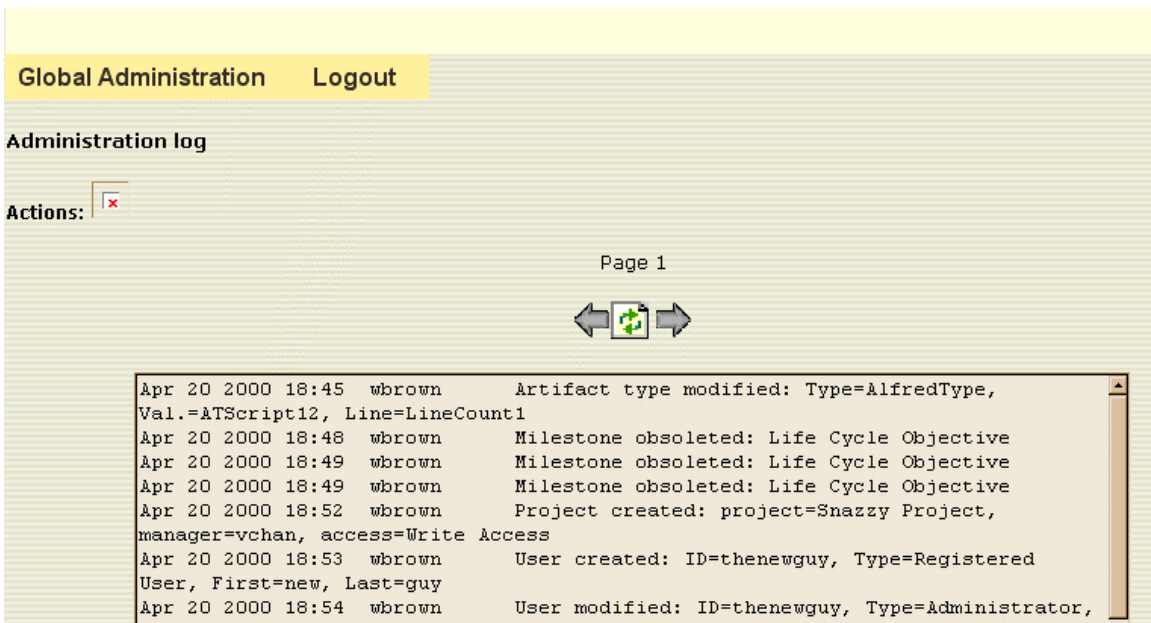 Global Administration Logout
Administration log
Actions:
Page 1
Apr 20 2000 18:45 wbrown Artifact type modified: Type=AlfredType,
Val.=ATScript12, Line=LineCount1
Apr 20 2000 18:48 wbrown Milestone obsoleted: Life Cycle Objective
Apr 20 2000 18:49 wbrown Milestone obsoleted: Life Cycle Objective
Apr 20 2000 18:49 wbrown Milestone obsoleted: Life Cycle Objective
Apr 20 2000 18:52 wbrown Project created: project=Snazzy Project,
manager=vchan, access=Write Access
Apr 20 2000 18:53 wbrown User created: ID=thenewguy, Type=Registered
User, First=new, Last=guy
Apr 20 2000 18:54 wbrown User modified: ID=thenewguy, Type=Administrator,